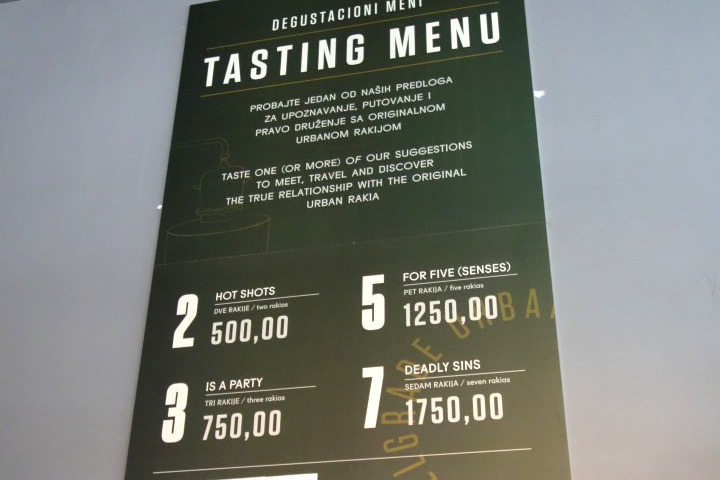 DEGUSTACIONI MENI
TASTING MENU
PROBAJTE JEDAN OD NAŠIH PREDLOGA
ZA UPOZNAVANJE, PUTOVANJE I
PRAVO DRUŽENJE SA ORIGINALNOM
URBANOM RAKIJOM
TASTE ONE (OR MORE) OF OUR SUGGESTIONS
TO MEET, TRAVEL AND DISCOVER
THE TRUE RELATIONSHIP WITH THE ORIGINAL
URBAN RAKIA
2 HOT SHOTS
DVE RAKIJE / two rakias
500,00
3 IS A PARTY
TRI RAKIJE / three rakias
750,00
5 FOR FIVE (SENSES)
PET RAKIJA / five rakias
1250,00
7 DEADLY SINS
SEDAM RAKIJA / seven rakias
1750,00